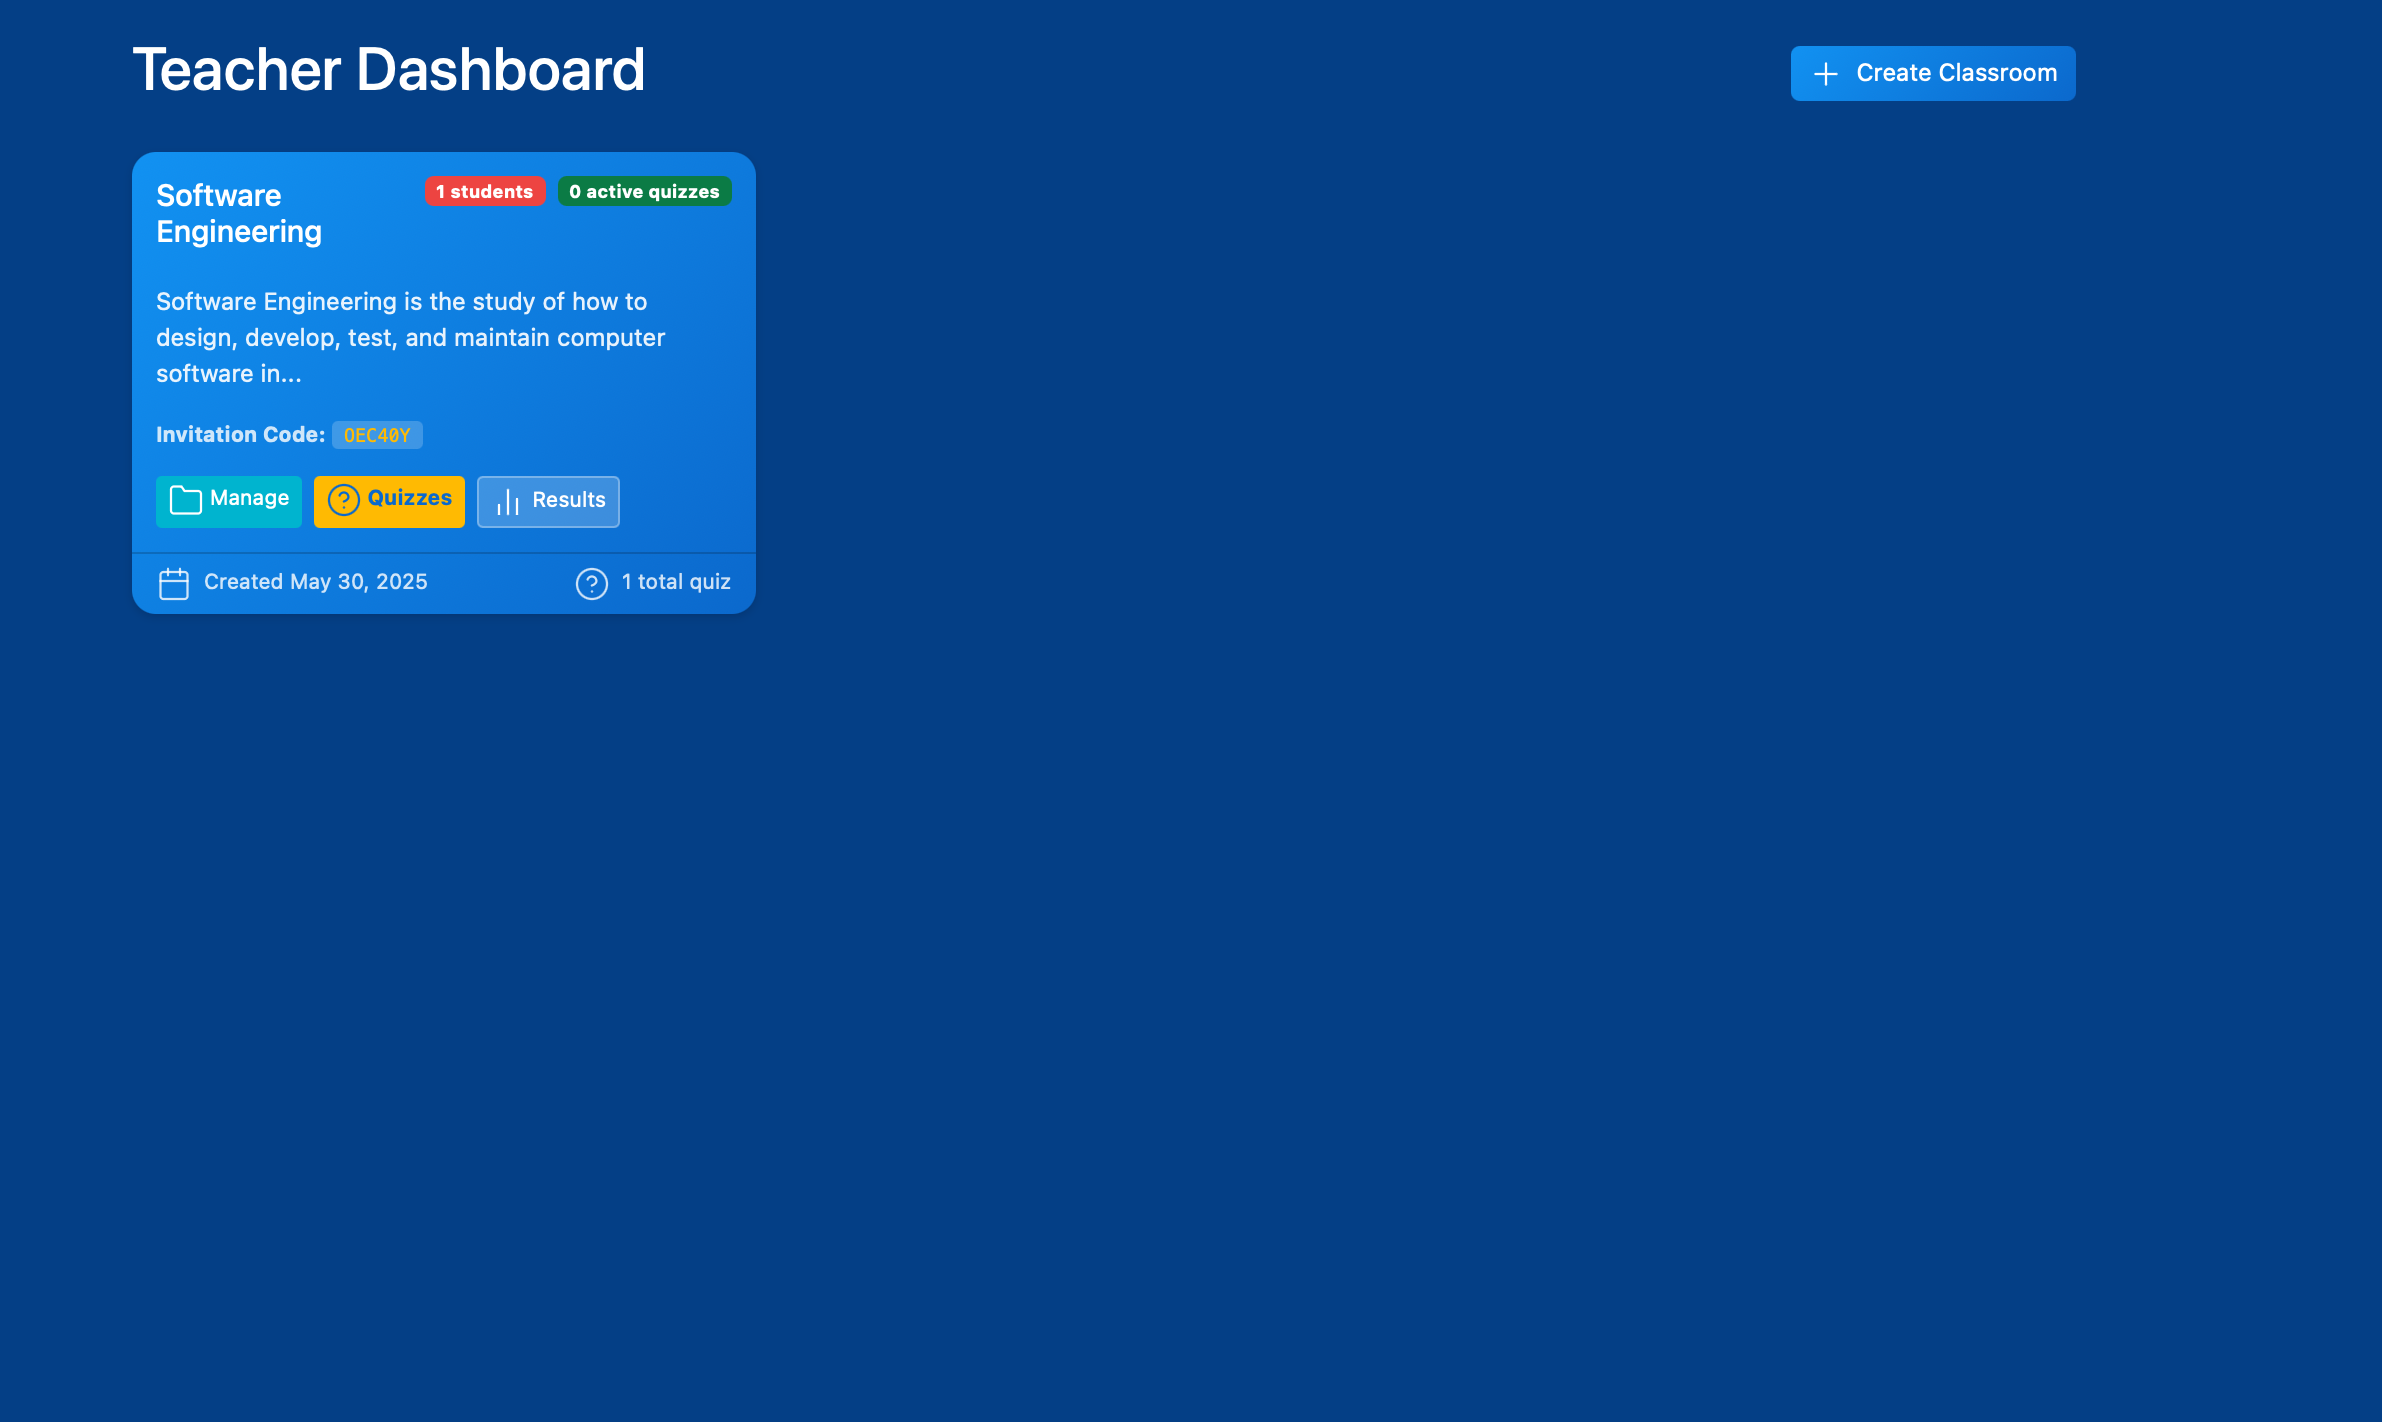 Teacher Dashboard
Create Classroom
Software
Engineering
1 students
0 active quizzes
Software Engineering is the study of how to
design, develop, test, and maintain computer
software in...
Invitation Code: OEC40Y
Manage
Quizzes
Results
Created May 30, 2025
1 total quiz